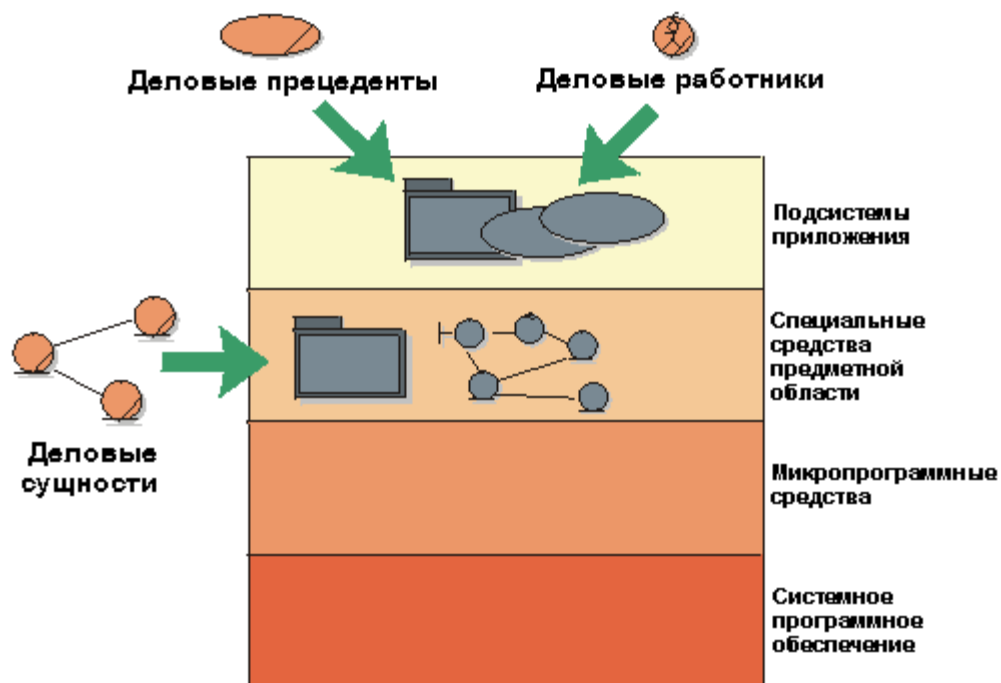 Деловые прецеденты
Деловые работники
Подсистемы
приложения
Специальные
средства
предметной
области
Деловые
сущности
Микропрограммные
средства
Системное
программное
обеспечение